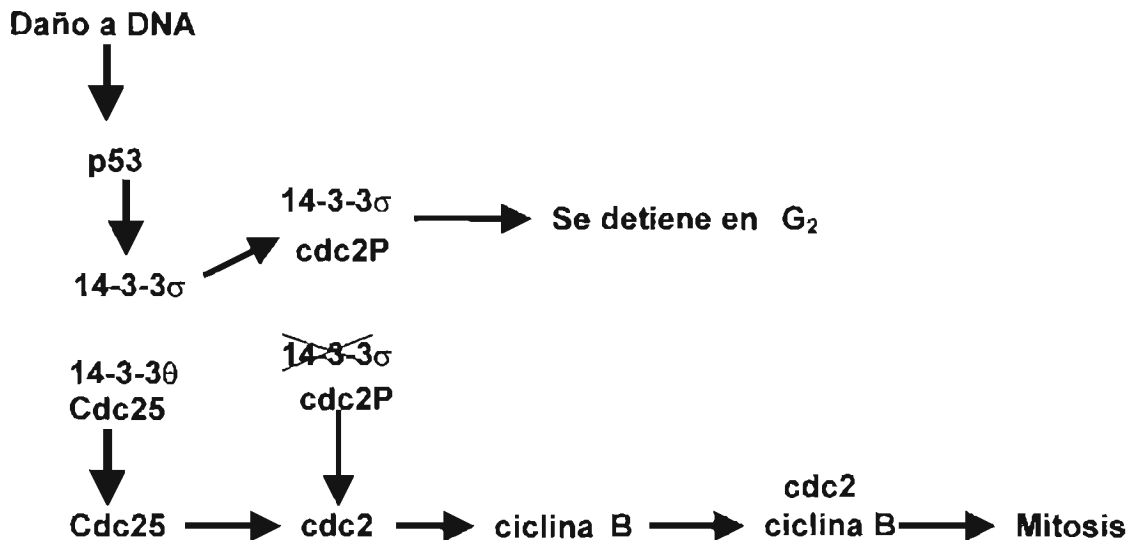 Daño a DNA
p53
14-3-3σ
cdc2P
Se detiene en G₂
14-3-3σ
14-3-3σ
cdc2P
14-3-3θ
Cdc25
Cdc25
cdc2
ciclina B
cdc2
ciclina B
Mitosis